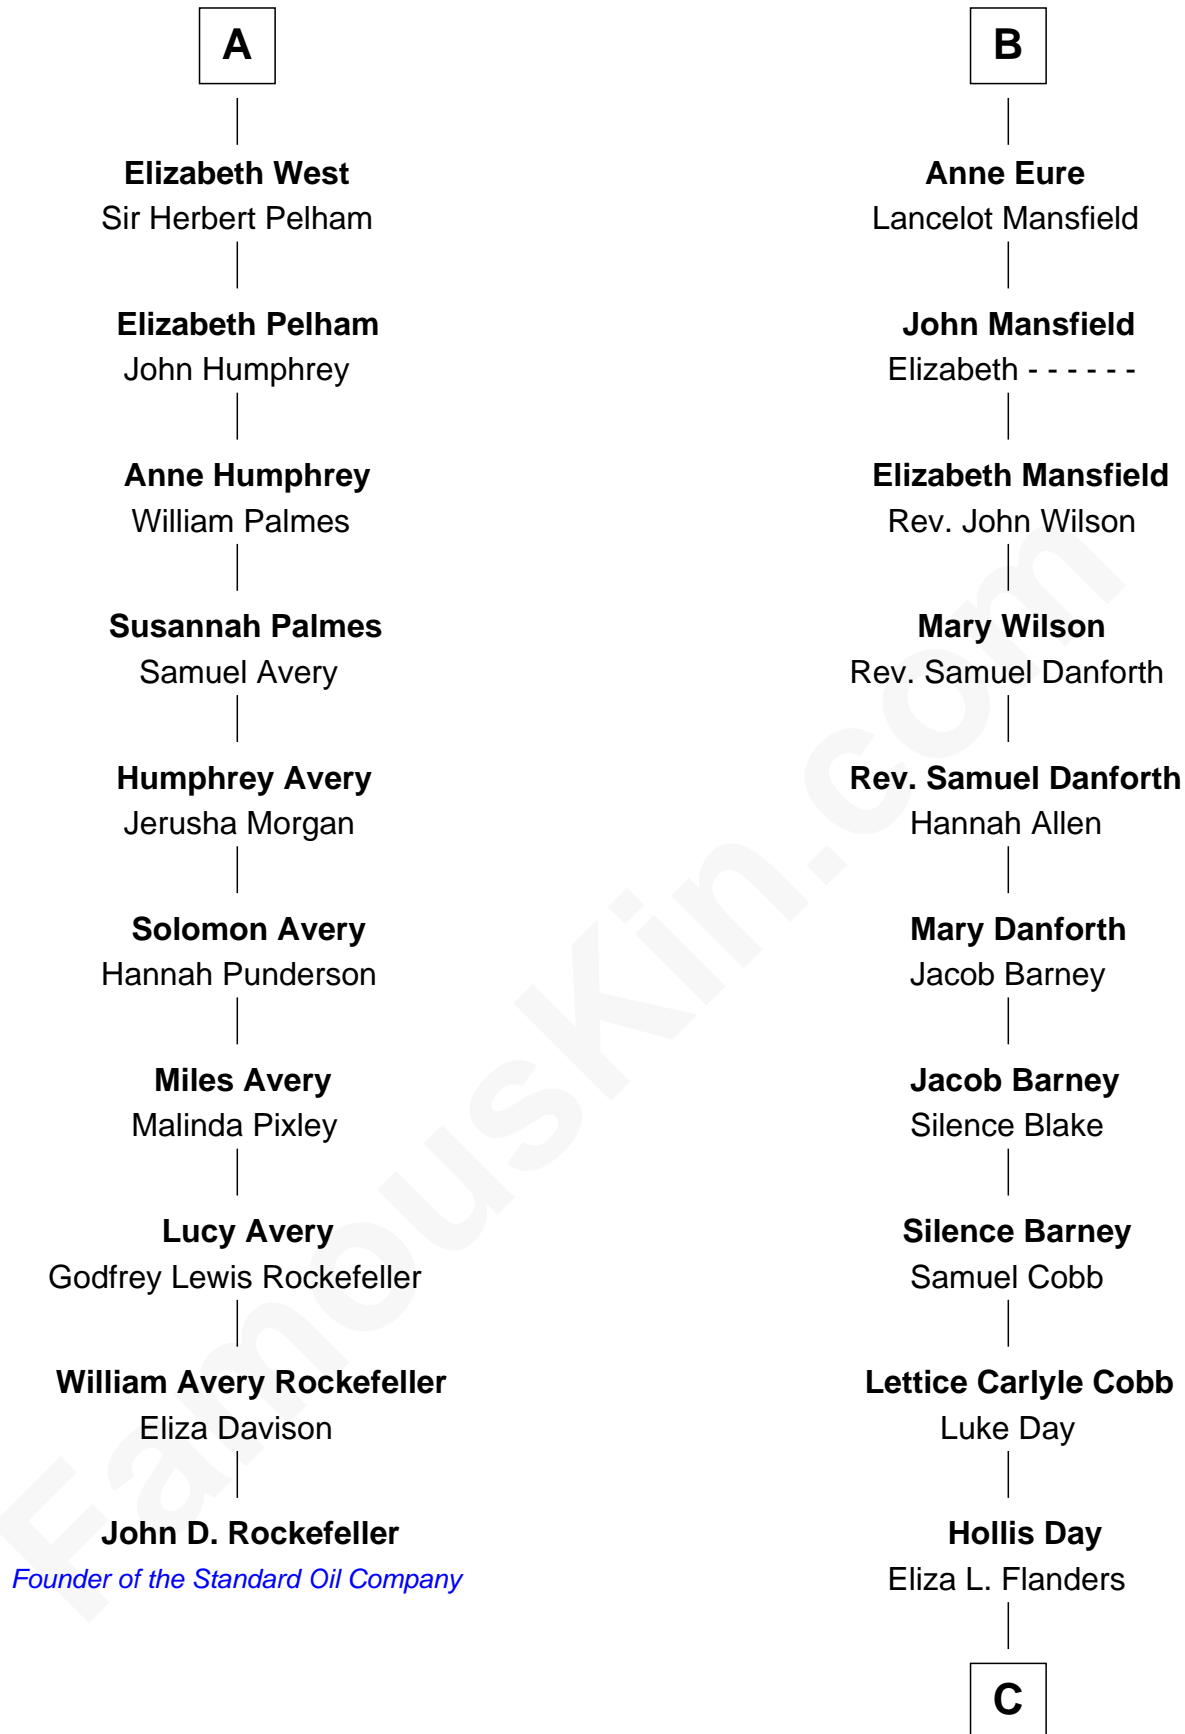 A
Elizabeth West
Sir Herbert Pelham
Elizabeth Pelham
John Humphrey
Anne Humphrey
William Palmes
Susannah Palmes
Samuel Avery
Humphrey Avery
Jerusha Morgan
Solomon Avery
Hannah Punderson
Miles Avery
Malinda Pixley
Lucy Avery
Godfrey Lewis Rockefeller
William Avery Rockefeller
Eliza Davison
John D. Rockefeller
Founder of the Standard Oil Company
B
Anne Eure
Lancelot Mansfield
John Mansfield
Elizabeth - - - - - -
Elizabeth Mansfield
Rev. John Wilson
Mary Wilson
Rev. Samuel Danforth
Rev. Samuel Danforth
Hannah Allen
Mary Danforth
Jacob Barney
Jacob Barney
Silence Blake
Silence Barney
Samuel Cobb
Lettice Carlyle Cobb
Luke Day
Hollis Day
Eliza L. Flanders
C
FamousKin.com